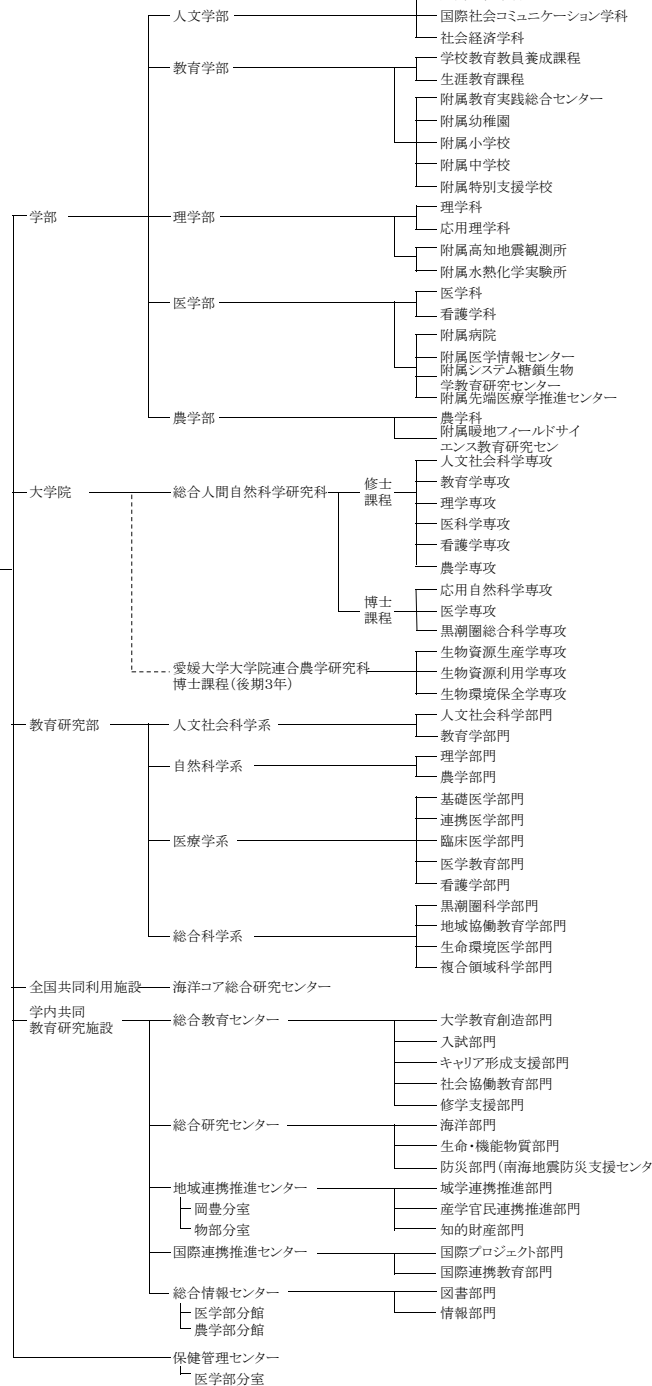 人文学部
国際社会コミュニケーション学科
社会経済学科
教育学部
学校教育教員養成課程
生涯教育課程
附属教育実践総合センター
附属幼稚園
附属小学校
附属中学校
附属特別支援学校
学部
理学部
理学科
応用理学科
附属高知地震観測所
附属水熱化学実験所
医学部
医学科
看護学科
附属病院
附属医学情報センター
附属システム糖鎖生物
学教育研究センター
附属先端医療学推進センター
農学部
農学科
附属暖地フィールドサイ
エンス教育研究セン
大学院
総合人間自然科学研究科
修士
課程
人文社会科学専攻
教育学専攻
理学専攻
医科学専攻
看護学専攻
農学専攻
博士
課程
応用自然科学専攻
医学専攻
黒潮圏総合科学専攻
愛媛大学大学院連合農学研究科
博士課程（後期3年）
生物資源生産学専攻
生物資源利用学専攻
生物環境保全学専攻
教育研究部
人文社会科学系
人文社会科学部門
教育学部門
自然科学系
理学部門
農学部門
医療学系
基礎医学部門
連携医学部門
臨床医学部門
医学教育部門
看護学部門
総合科学系
黒潮圏科学部門
地域協働教育学部門
生命環境医学部門
複合領域科学部門
全国共同利用施設
海洋コア総合研究センター
学内共同
教育研究施設
総合教育センター
大学教育創造部門
入試部門
キャリア形成支援部門
社会協働教育部門
修学支援部門
総合研究センター
海洋部門
生命・機能物質部門
防災部門（南海地震防災支援センタ
地域連携推進センター
岡豊分室
物部分室
域学連携推進部門
産学官民連携推進部門
知的財産部門
国際連携推進センター
国際プロジェクト部門
国際連携教育部門
総合情報センター
医学部分館
農学部分館
図書部門
情報部門
保健管理センター
医学部分室